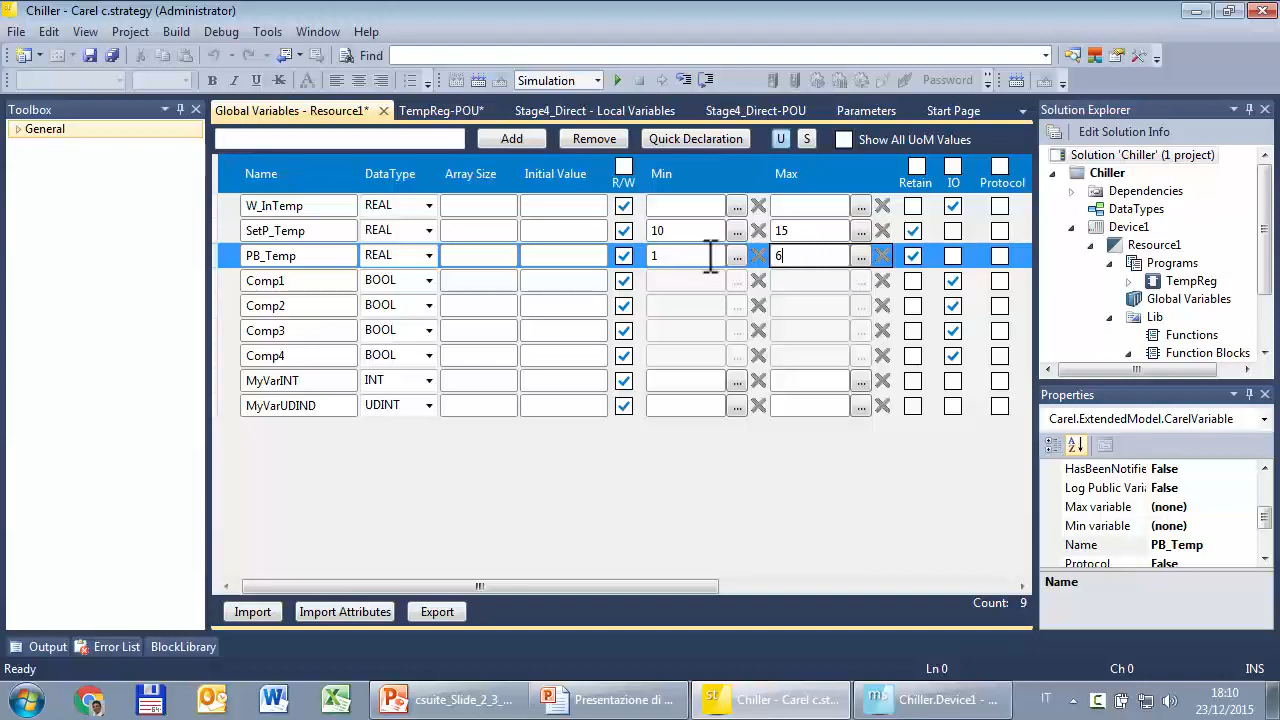 Chiller - Carel c.strategy (Administrator)
File Edit View Project Build Debug Tools Window Help
Find
B I U A Simulation Password
Toolbox
Global Variables - Resource1* TempReg-POU* Stage4_Direct - Local Variables Stage4_Direct-POU Parameters Start Page
Solution Explorer
General
Add Remove Quick Declaration U S Show All UoM Values
Edit Solution Info
Name DataType Array Size Initial Value R/W Min Max Retain IO Protocol
W_InTemp REAL ... ...
SetP_Temp REAL 10 ... 15 ...
PB_Temp REAL 1 ... 6 ...
Comp1 BOOL ... ...
Comp2 BOOL ... ...
Comp3 BOOL ... ...
Comp4 BOOL ... ...
MyVarINT INT ... ...
MyVarUDIND UDINT ... ...
Import Import Attributes Export Count: 9
Solution 'Chiller' (1 project)
Chiller
Dependencies
DataTypes
Device1
Resource1
Programs
TempReg
Global Variables
Lib
Functions
Function Blocks
Properties
Carel.ExtendedModel.CarelVariable
HasBeenNotifie False
Log Public Varia False
Max variable (none)
Min variable (none)
Name PB_Temp
Protocol False
Name
Output Error List BlockLibrary
Ready Ln 0 Ch 0 INS
csuite_Slide_2_3_... Presentazione di ... Chiller - Carel c.st... Chiller.Device1 - ... IT 18:10
23/12/2015